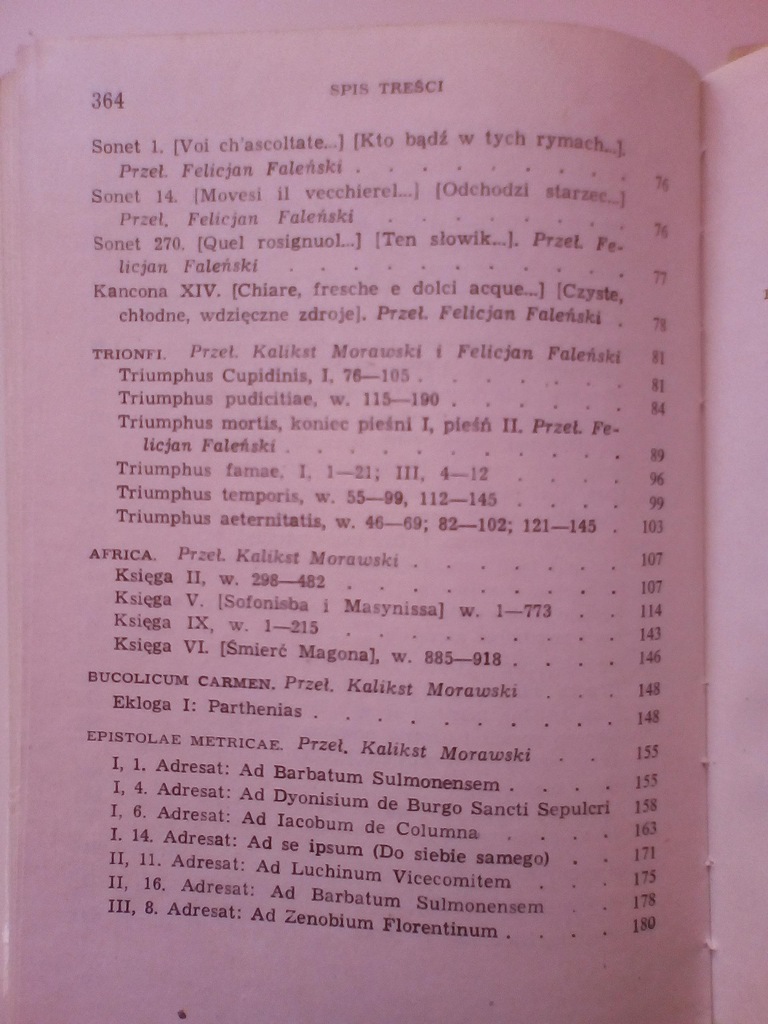 364
SPIS TREŚCI
Sonet 1. [Voi ch'ascoltate...] [Kto bądź w tych rymach...].
Przeł. Felicjan Faleński . . . . . . . . 76
Sonet 14. [Movesi il vecchierel...] [Odchodzi starzec...]
Przeł. Felicjan Faleński . . . . . . . 76
Sonet 270. [Quel rosignuol...] [Ten słowik...]. Przeł. Fe-
licjan Faleński . . . . . . . . . . 77
Kancona XIV. [Chiare, fresche e dolci acque...] [Czyste,
chłodne, wdzięczne zdroje]. Przeł. Felicjan Faleński . 78
TRIONFI. Przeł. Kalikst Morawski i Felicjan Faleński 81
Triumphus Cupidinis, I, 76—105 . . . . . . 81
Triumphus pudicitiae, w. 115—190 . . . . . 84
Triumphus mortis, koniec pieśni I, pieśń II. Przeł. Fe-
licjan Faleński . . . . . . . . . . 89
Triumphus famae, I, 1—21; III, 4—12 . . . . 96
Triumphus temporis, w. 55—99, 112—145 . . . . 99
Triumphus aeternitatis, w. 46—69; 82—102; 121—145 . 103
AFRICA. Przeł. Kalikst Morawski . . . . . . . 107
Księga II, w. 298—482 . . . . . . . . 107
Księga V. [Sofonisba i Masynissa] w. 1—773 . . 114
Księga IX, w. 1—215 . . . . . . . . 143
Księga VI. [Śmierć Magona], w. 885—918 . . . . 146
BUCOLICUM CARMEN. Przeł. Kalikst Morawski . . . 148
Ekloga I: Parthenias . . . . . . . . . 148
EPISTOLAE METRICAE. Przeł. Kalikst Morawski . . 155
I, 1. Adresat: Ad Barbatum Sulmonensem . . . . 155
I, 4. Adresat: Ad Dyonisium de Burgo Sancti Sepulcri 158
I, 6. Adresat: Ad Iacobum de Columna . . . . 163
I. 14. Adresat: Ad se ipsum (Do siebie samego) . . 171
II, 11. Adresat: Ad Luchinum Vicecomitem . . . 175
II, 16. Adresat: Ad Barbatum Sulmonensem . . 178
III, 8. Adresat: Ad Zenobium Florentinum . . . . 180